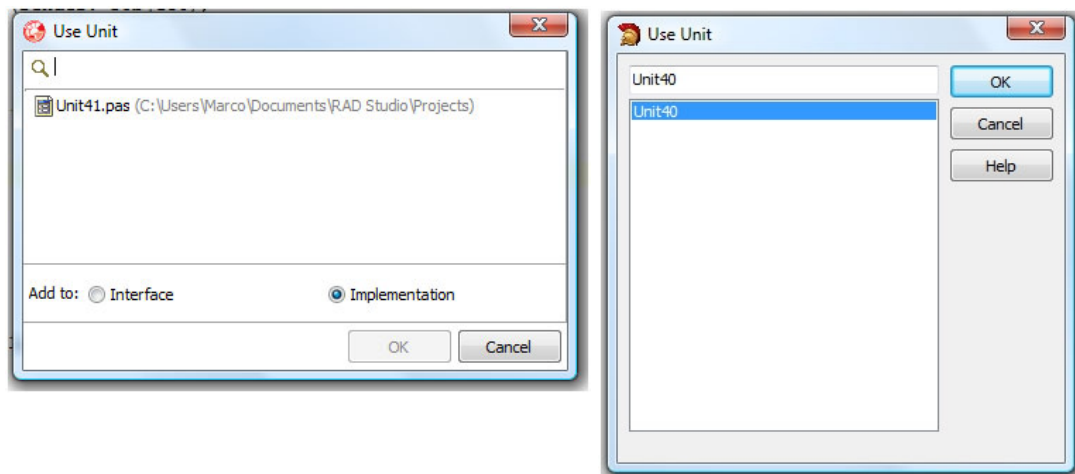 Use Unit
Unit41.pas (C:\Users\Marco\Documents\RAD Studio\Projects)
Add to: Interface Implementation
OK Cancel
Use Unit
Unit40 OK
Unit40
Cancel
Help